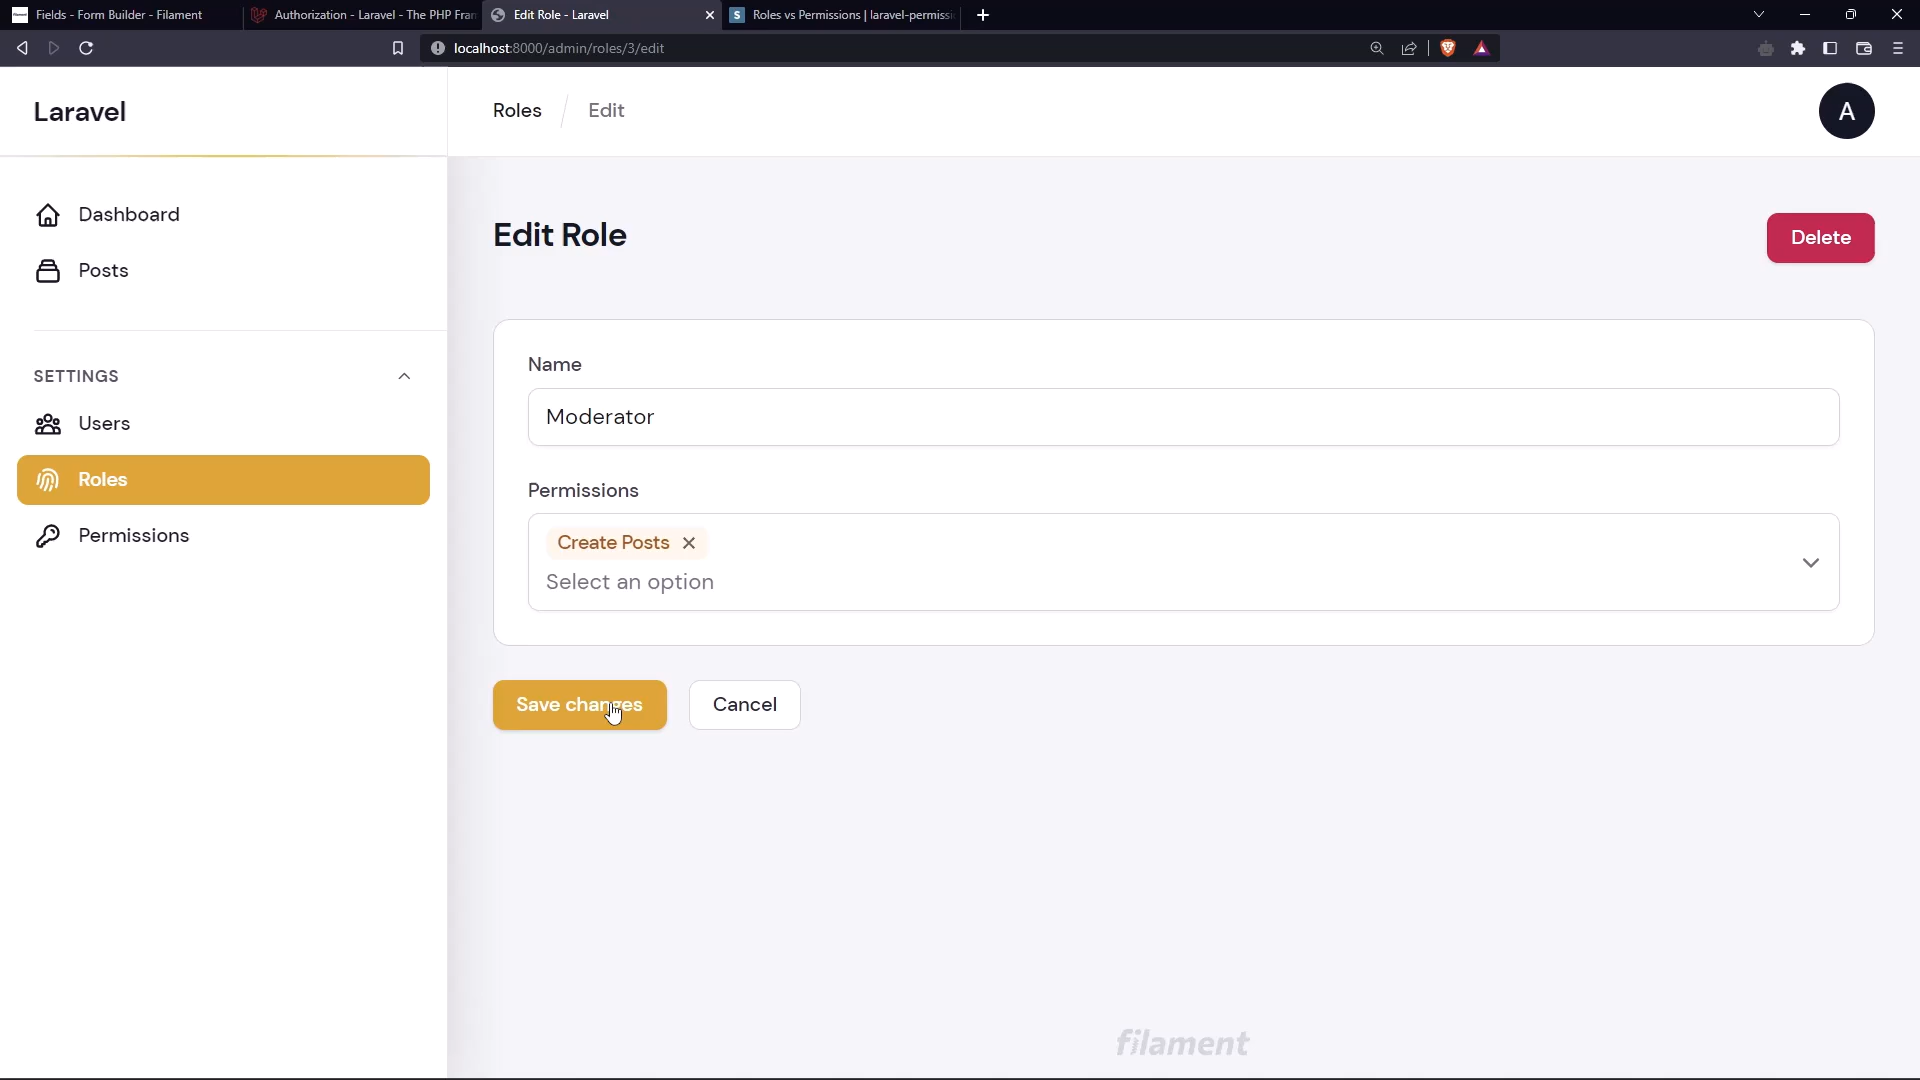 Fields - Form Builder - Filament
Authorization - Laravel - The PHP Fran
Edit Role - Laravel
Roles vs Permissions | laravel-permissi
localhost:8000/admin/roles/3/edit
Laravel
Roles
Edit
A
Dashboard
Posts
Edit Role
Delete
SETTINGS
Users
Roles
Permissions
Name
Moderator
Permissions
Create Posts
Select an option
Save changes
Cancel
filament